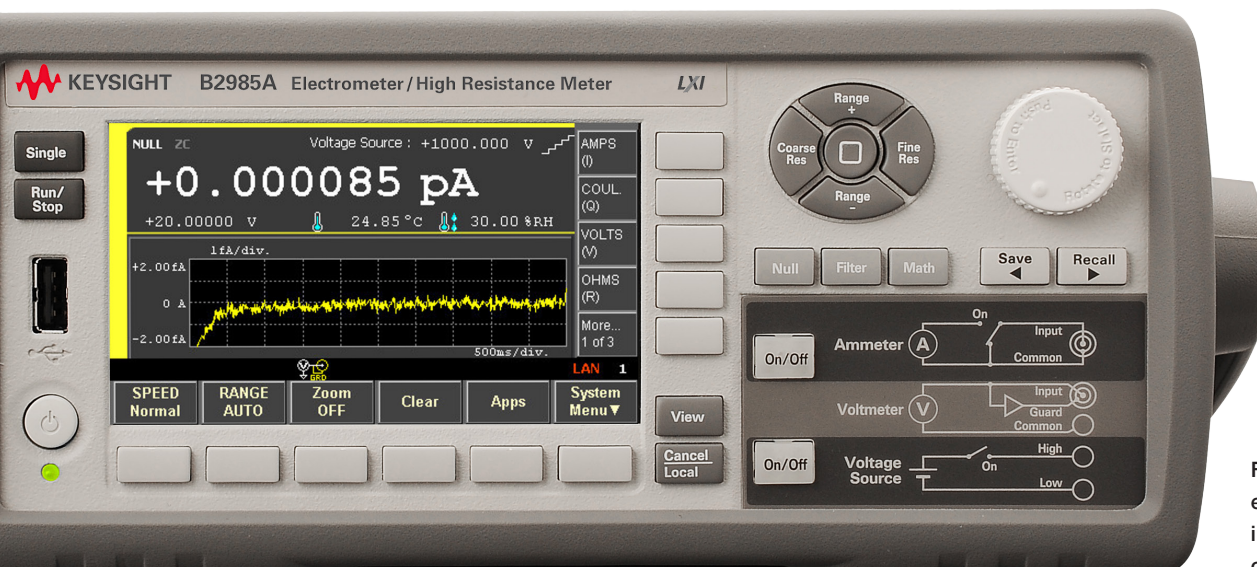 KEYSIGHT B2985A Electrometer/High Resistance Meter LXI
Single
Run/
Stop
NULL ZC Voltage Source : +1000.000 V
+0.000085 pA
+20.00000 V 24.85°C 30.00%RH
1fA/div.
+2.00fA
0 A
-2.00fA
500ms/div.
GRD
LAN 1
AMPS
(I)
COUL.
(Q)
VOLTS
(V)
OHMS
(R)
More...
1 of 3
SPEED
Normal
RANGE
AUTO
Zoom
OFF
Clear
Apps
System
Menu▼
View
Cancel
Local
Range
+
Coarse
Res
Fine
Res
Range
-
Push to Enter
Rotate to Select
Null
Filter
Math
Save
Recall
On/Off
Ammeter A
On
Input
Common
Voltmeter V
Input
Guard
Common
On/Off
Voltage
Source
On
High
Low